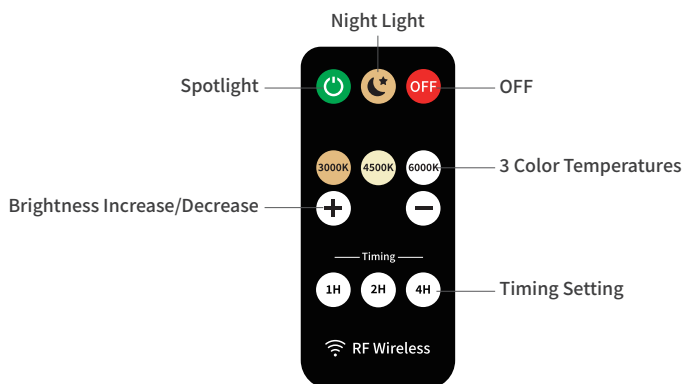 Night Light
Spotlight
OFF
OFF
3000K 4500K 6000K
3 Color Temperatures
Brightness Increase/Decrease
+ −
Timing
1H 2H 4H
Timing Setting
RF Wireless